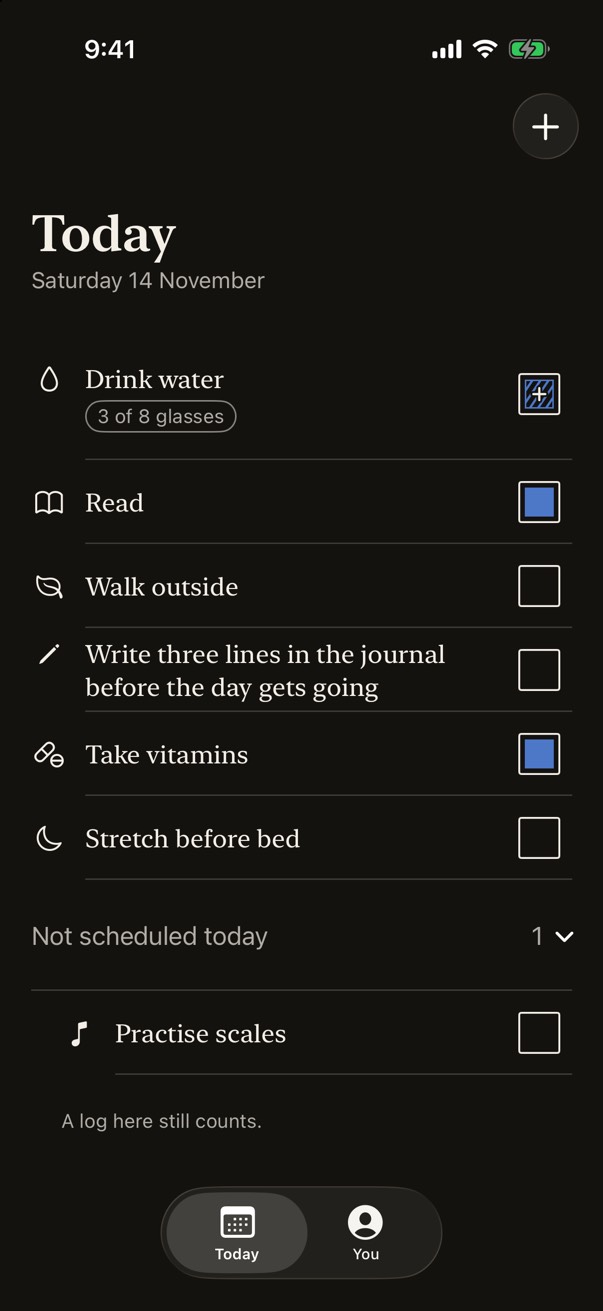 9:41
Today
Saturday 14 November
Drink water
3 of 8 glasses
Read
Walk outside
Write three lines in the journal
before the day gets going
Take vitamins
Stretch before bed
Not scheduled today 1
Practise scales
A log here still counts.
Today
You